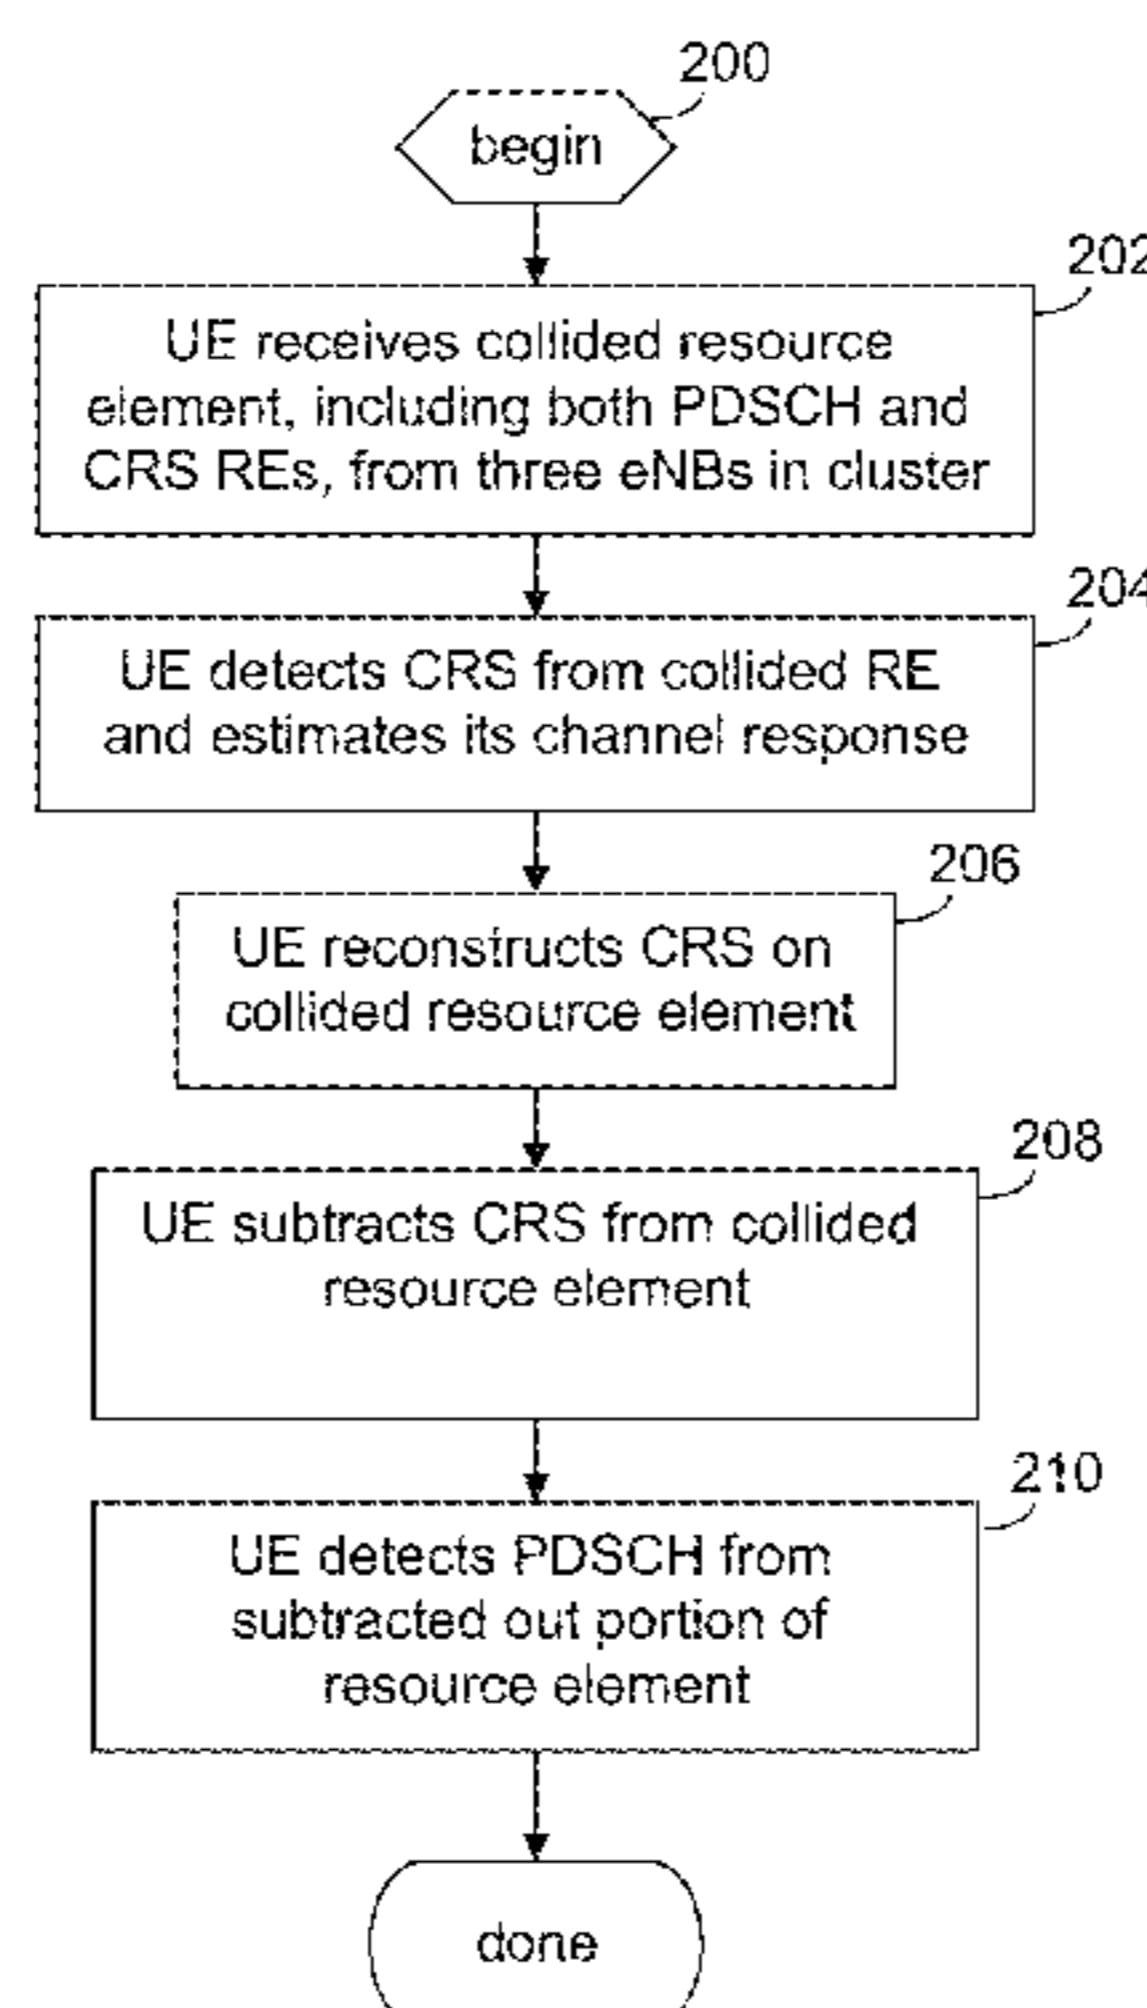 200
begin
202
UE receives collided resource
element, including both PDSCH and
CRS REs, from three eNBs in cluster
204
UE detects CRS from collided RE
and estimates its channel response
206
UE reconstructs CRS on
collided resource element
208
UE subtracts CRS from collided
resource element
210
UE detects PDSCH from
subtracted out portion of
resource element
done